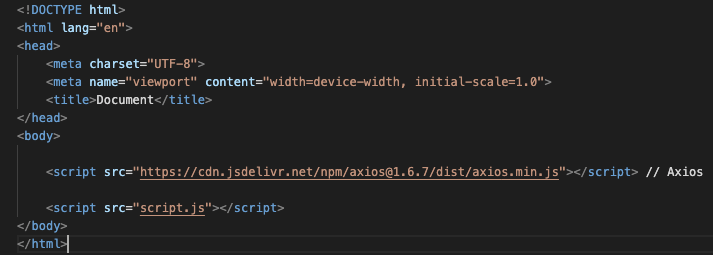 <!DOCTYPE html>
<html lang="en">
<head>
    <meta charset="UTF-8">
    <meta name="viewport" content="width=device-width, initial-scale=1.0">
    <title>Document</title>
</head>
<body>

    <script src="https://cdn.jsdelivr.net/npm/axios@1.6.7/dist/axios.min.js"></script> // Axios

    <script src="script.js"></script>
</body>
</html>